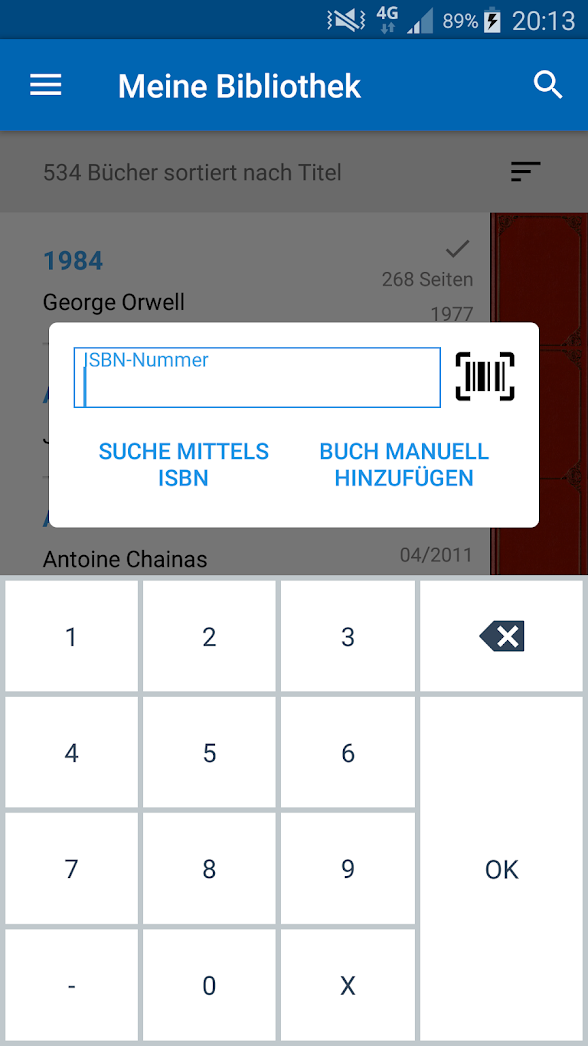 4G 89% 20:13
Meine Bibliothek
534 Bücher sortiert nach Titel
1984
268 Seiten
George Orwell
1977
ISBN-Nummer
SUCHE MITTELS
ISBN
BUCH MANUELL
HINZUFÜGEN
Antoine Chainas
04/2011
1 2 3
4 5 6
7 8 9 OK
- 0 X